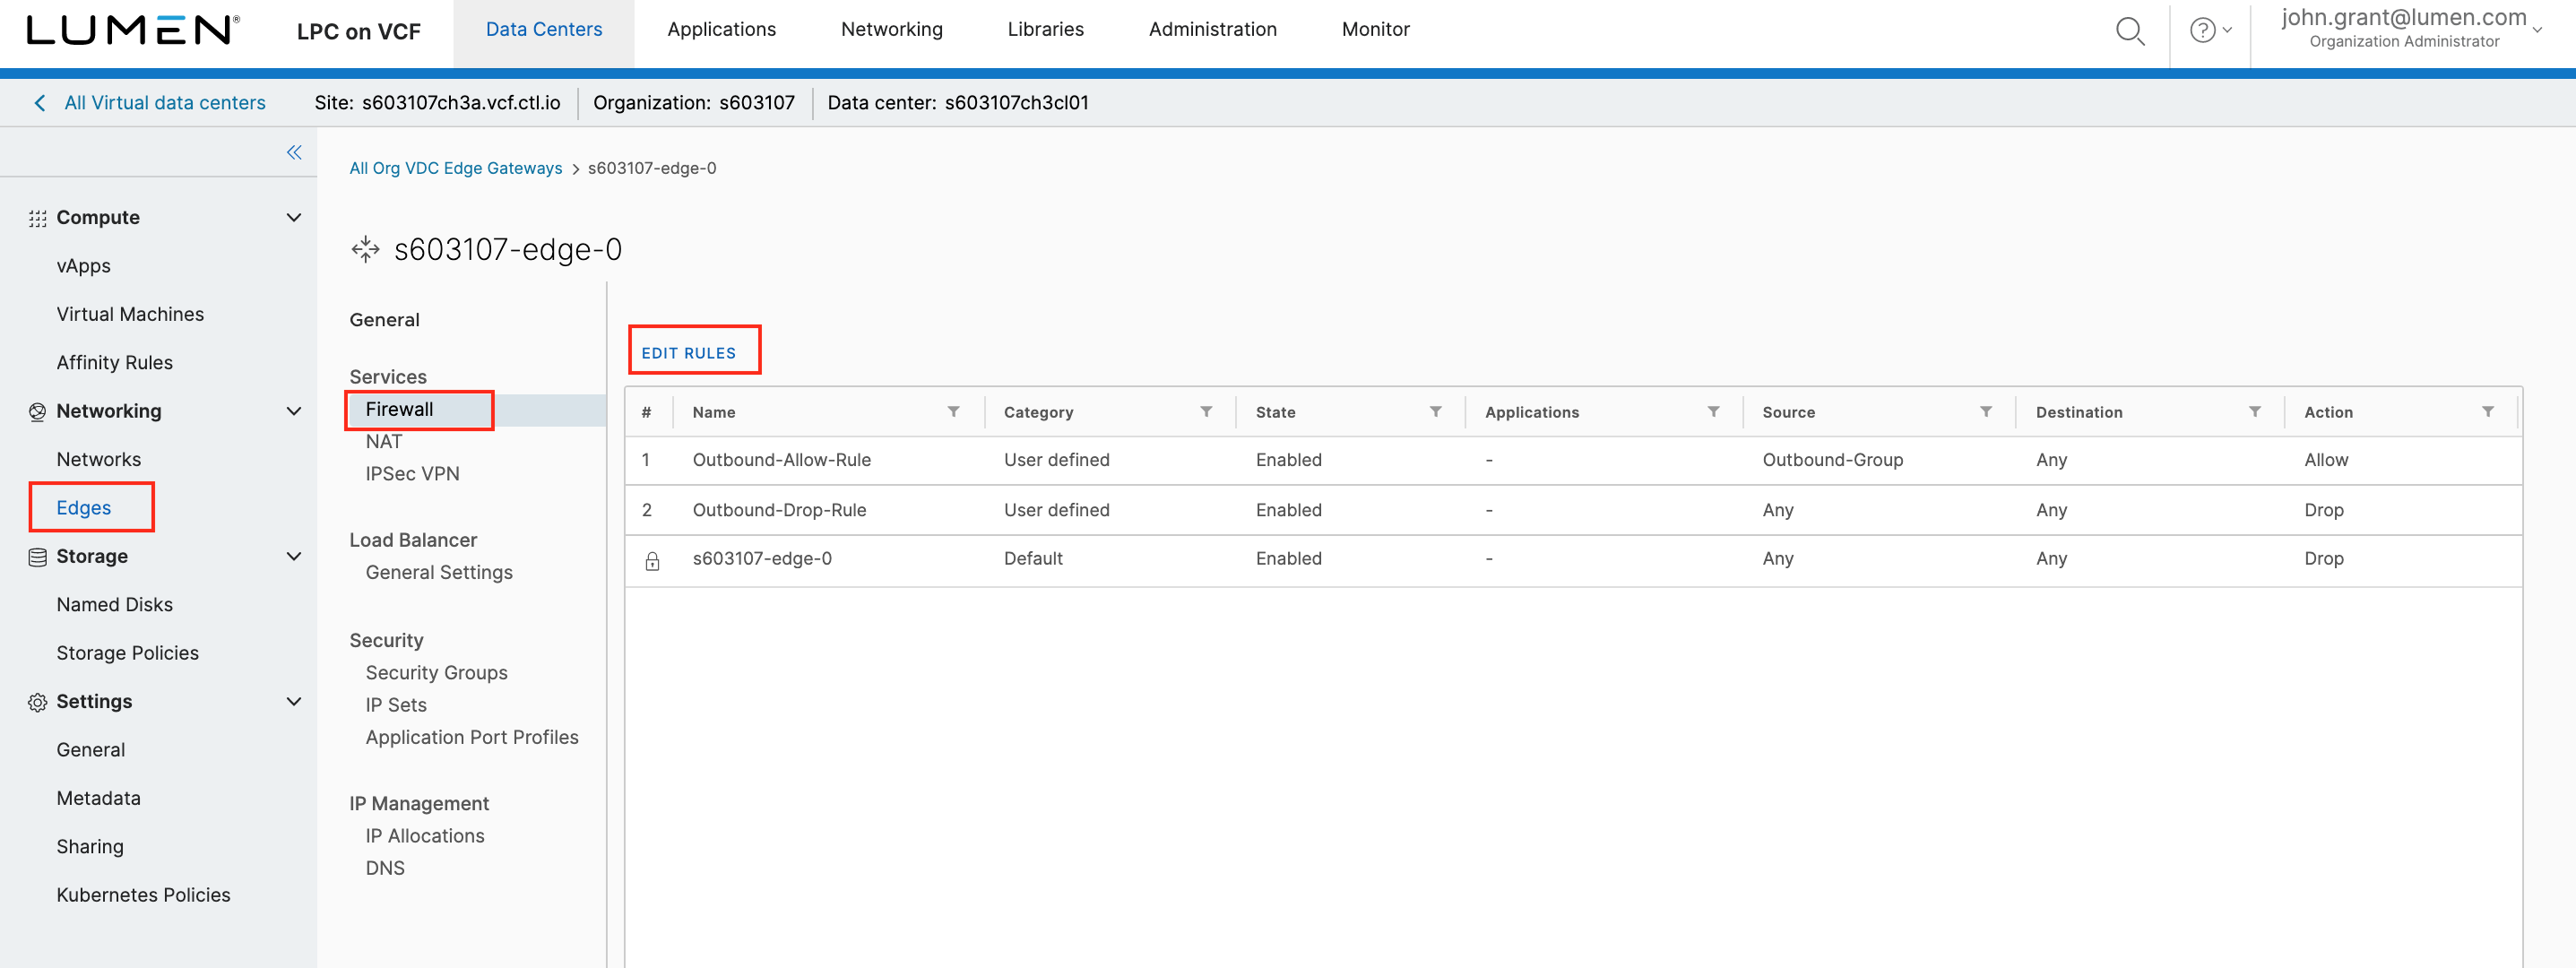 LUMEN®
LPC on VCF
Data Centers
Applications
Networking
Libraries
Administration
Monitor
john.grant@lumen.com
Organization Administrator
All Virtual data centers
Site: s603107ch3a.vcf.ctl.io
Organization: s603107
Data center: s603107ch3cl01
Compute
vApps
Virtual Machines
Affinity Rules
Networking
Networks
Edges
Storage
Named Disks
Storage Policies
Settings
General
Metadata
Sharing
Kubernetes Policies
All Org VDC Edge Gateways > s603107-edge-0
s603107-edge-0
General
Services
Firewall
NAT
IPSec VPN
Load Balancer
General Settings
Security
Security Groups
IP Sets
Application Port Profiles
IP Management
IP Allocations
DNS
EDIT RULES
# Name Category State Applications Source Destination Action
1 Outbound-Allow-Rule User defined Enabled - Outbound-Group Any Allow
2 Outbound-Drop-Rule User defined Enabled - Any Any Drop
s603107-edge-0 Default Enabled - Any Any Drop